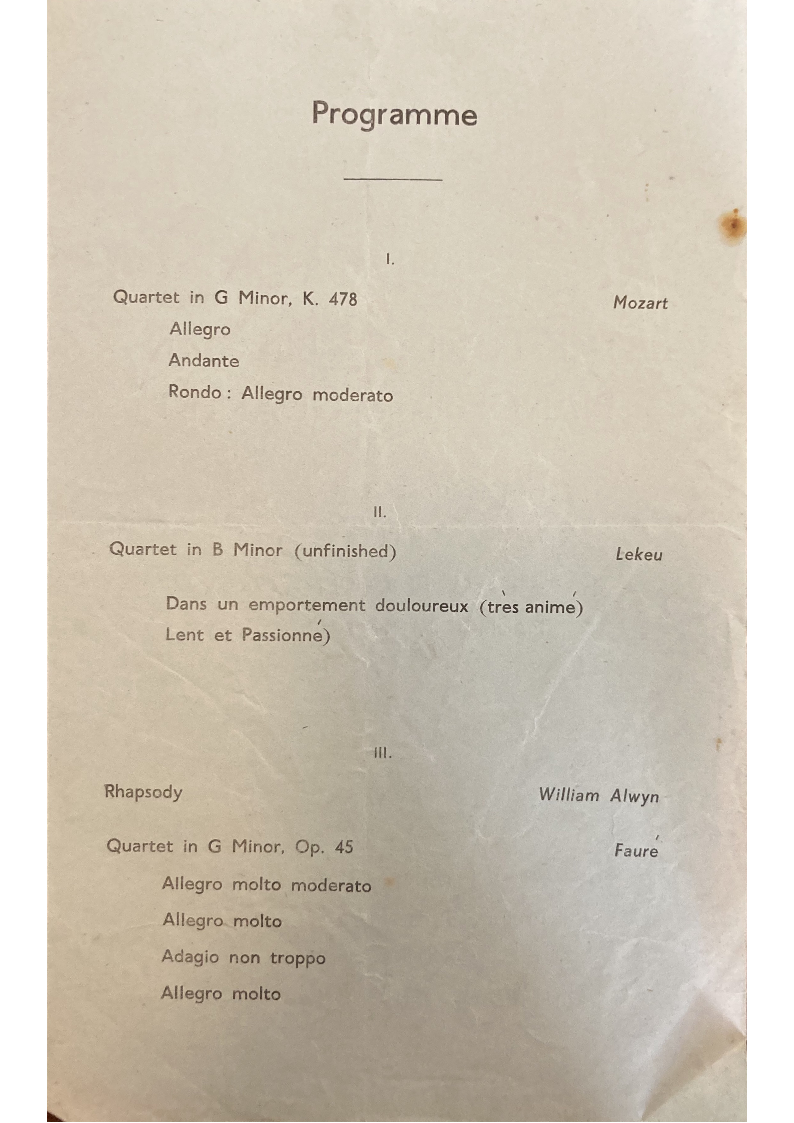 Programme
I.
Quartet in G Minor, K. 478 Mozart
Allegro
Andante
Rondo : Allegro moderato
II.
Quartet in B Minor (unfinished) Lekeu
Dans un emportement douloureux (très animé)
Lent et Passionné)
III.
Rhapsody William Alwyn
Quartet in G Minor, Op. 45 Fauré
Allegro molto moderato
Allegro molto
Adagio non troppo
Allegro molto